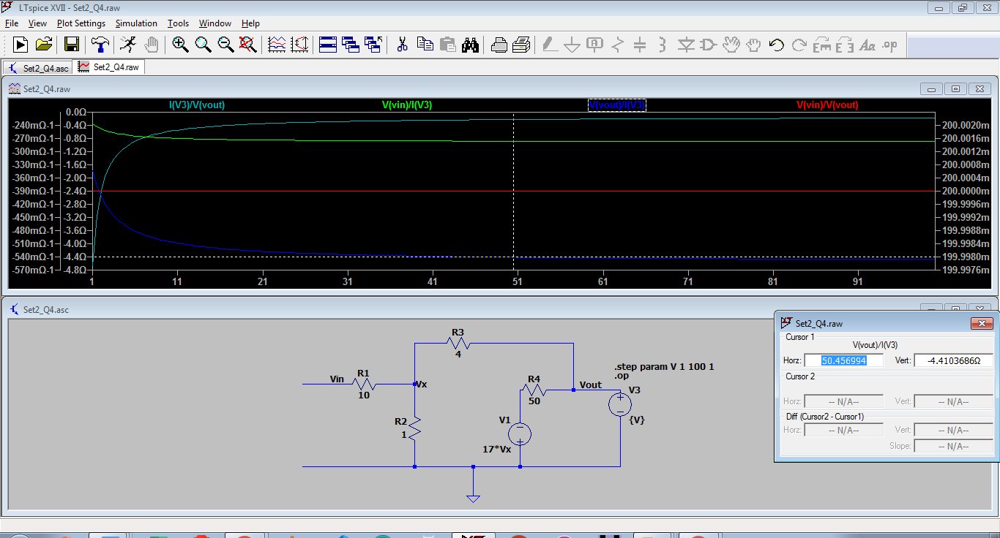 LTspice XVII - Set2_Q4.raw
File View Plot Settings Simulation Tools Window Help
Set2_Q4.asc Set2_Q4.raw
Set2_Q4.raw
I(V3)/V(vout) V(vin)/I(V3) V(vout)/I(V3) V(vin)/V(vout)
0.0Ω
-240mΩ-1 -0.4Ω 200.0020m
-270mΩ-1 -0.8Ω 200.0016m
-300mΩ-1 -1.2Ω 200.0012m
-330mΩ-1 -1.6Ω 200.0008m
-360mΩ-1 -2.0Ω 200.0004m
-390mΩ-1 -2.4Ω 200.0000m
-420mΩ-1 -2.8Ω 199.9996m
-450mΩ-1 -3.2Ω 199.9992m
-480mΩ-1 -3.6Ω 199.9988m
-510mΩ-1 -4.0Ω 199.9984m
-540mΩ-1 -4.4Ω 199.9980m
-570mΩ-1 -4.8Ω 199.9976m
1 11 21 31 41 51 61 71 81 91
Set2_Q4.asc
R3
4
Vin R1
10
Vx
R2
1
R4
50
Vout
V1
17*Vx
.step param V 1 100 1
.op
V3
{V}
Set2_Q4.raw
Cursor 1
V(vout)/I(V3)
Horz: 50.456994 Vert: -4.4103686Ω
Cursor 2
Horz: -- N/A-- Vert: -- N/A--
Diff (Cursor2 - Cursor1)
Horz: -- N/A-- Vert: -- N/A--
Slope: -- N/A--